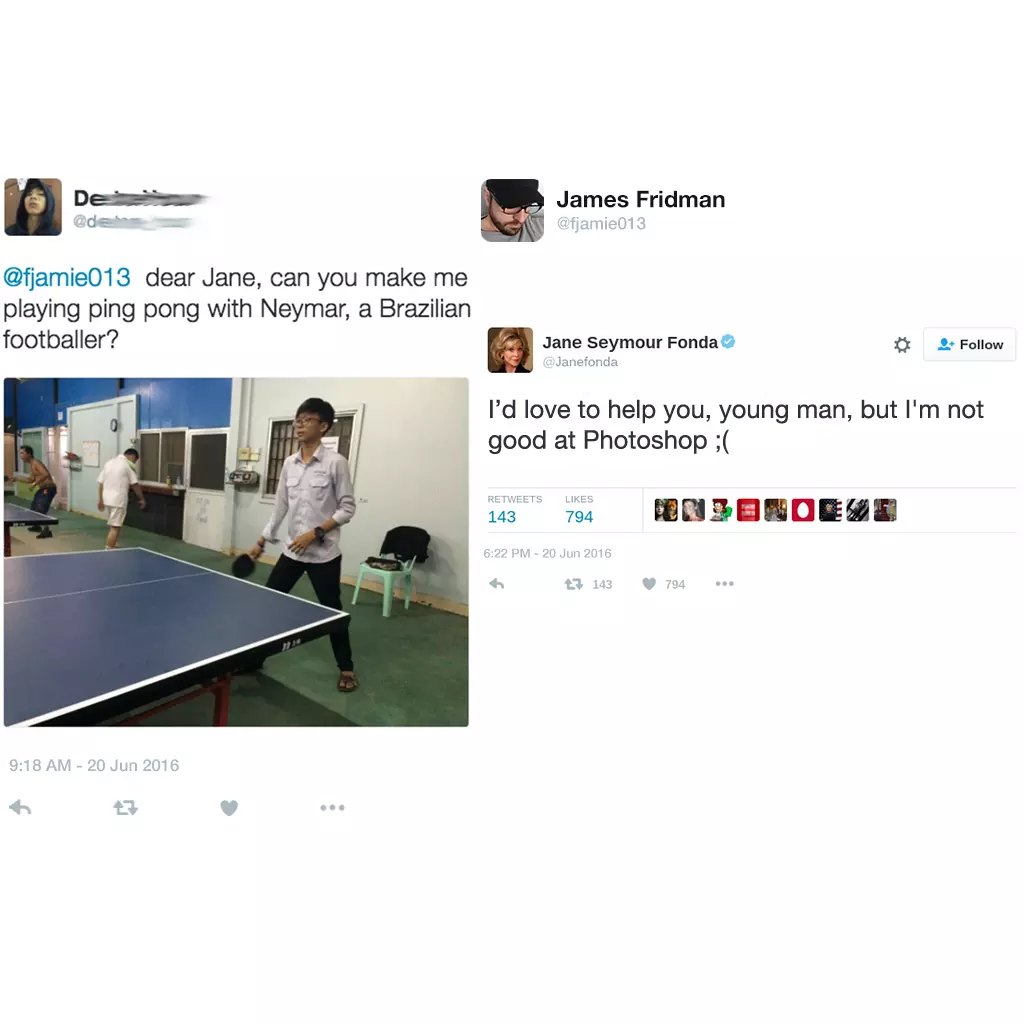 De
@de
@fjamie013 dear Jane, can you make me
playing ping pong with Neymar, a Brazilian
footballer?
9:18 AM - 20 Jun 2016
James Fridman
@fjamie013
Jane Seymour Fonda
@Janefonda
Follow
I’d love to help you, young man, but I'm not
good at Photoshop ;(
RETWEETS LIKES
143 794
6:22 PM - 20 Jun 2016
143 794